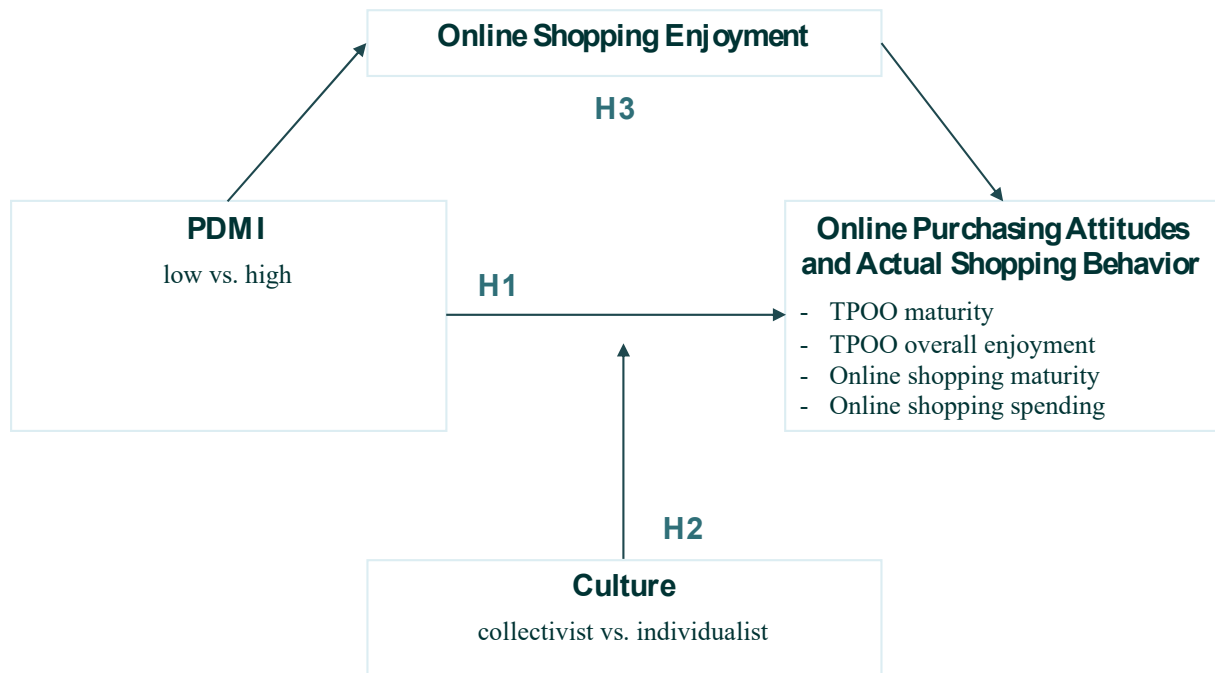 Online Shopping Enjoyment
H3
PDMI
low vs. high
H1
Online Purchasing Attitudes
and Actual Shopping Behavior
- TPOO maturity
- TPOO overall enjoyment
- Online shopping maturity
- Online shopping spending
H2
Culture
collectivist vs. individualist